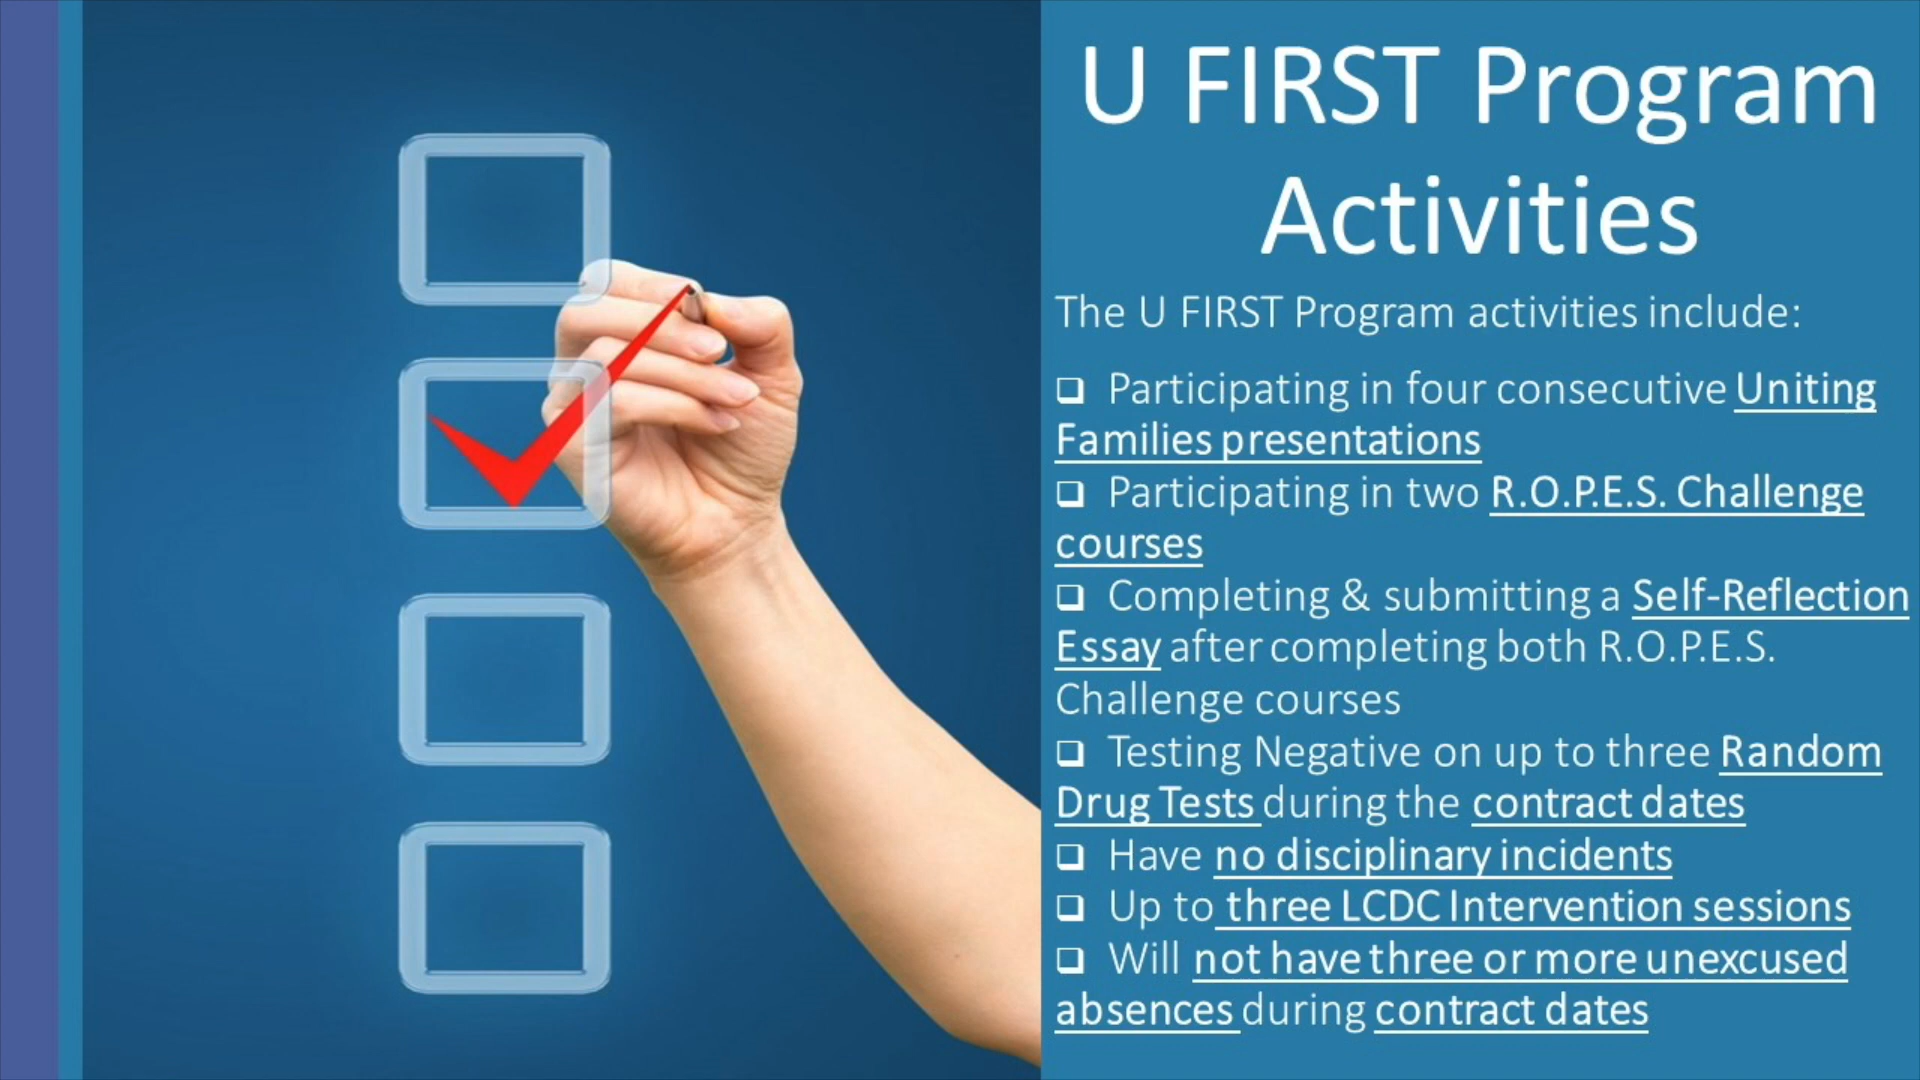 U FIRST Program
Activities
The U FIRST Program activities include:
❑ Participating in four consecutive Uniting
Families presentations
❑ Participating in two R.O.P.E.S. Challenge
courses
❑ Completing & submitting a Self-Reflection
Essay after completing both R.O.P.E.S.
Challenge courses
❑ Testing Negative on up to three Random
Drug Tests during the contract dates
❑ Have no disciplinary incidents
❑ Up to three LCDC Intervention sessions
❑ Will not have three or more unexcused
absences during contract dates